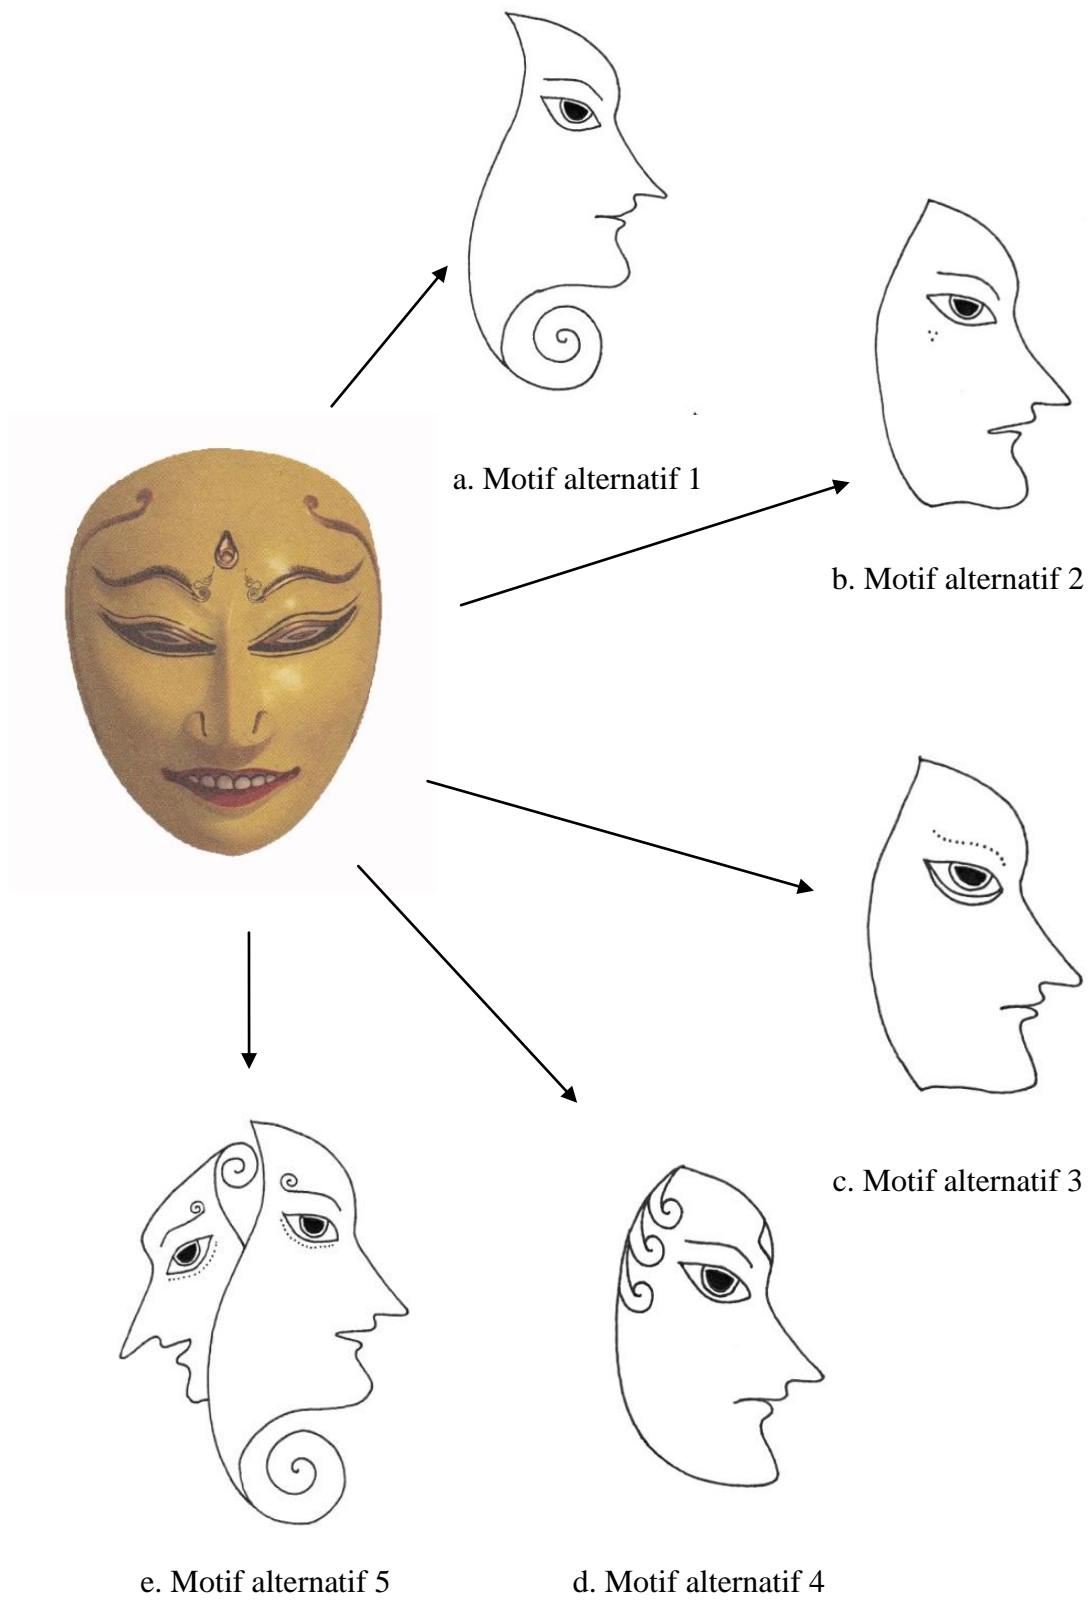 a. Motif alternatif 1
b. Motif alternatif 2
c. Motif alternatif 3
e. Motif alternatif 5
d. Motif alternatif 4